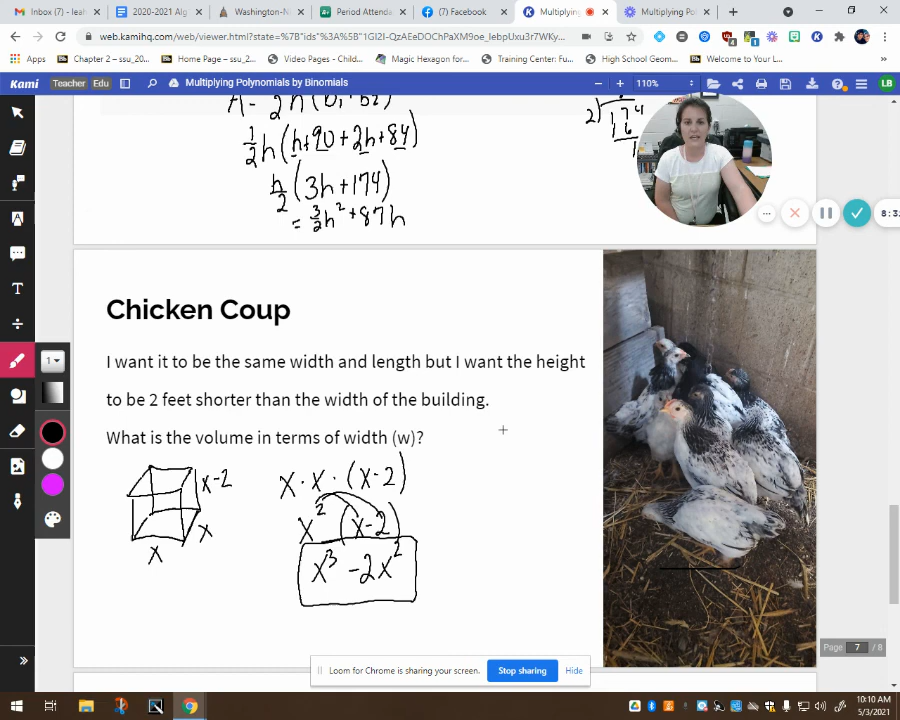 Inbox (7) - leah
2020-2021 Alg
Washington-Ni
Period Attenda
(7) Facebook
Multiplying
Multiplying Po
web.kamihq.com/web/viewer.html?state=%7B"ids"%3A%5B"1GI2I-QzAEeDOChPaXM9oe_IebpUxu3r7WKy...
Apps
Chapter 2 – ssu_20...
Home Page – ssu_2...
Video Pages - Child...
Magic Hexagon for...
Training Center: Fu...
High School Geom...
Welcome to Your L...
Kami
Teacher
Edu
Multiplying Polynomials by Binomials
110%
LB
½h(h+90+2h+84)
h/2 (3h+174)
= 3/2h² +87h
8:3
Chicken Coup
I want it to be the same width and length but I want the height
to be 2 feet shorter than the width of the building.
What is the volume in terms of width (w)?
x-2
x
x
x·x·(x-2)
x² (x-2)
x³ -2x²
Page 7 / 8
Loom for Chrome is sharing your screen.
Stop sharing
Hide
10:10 AM
5/3/2021